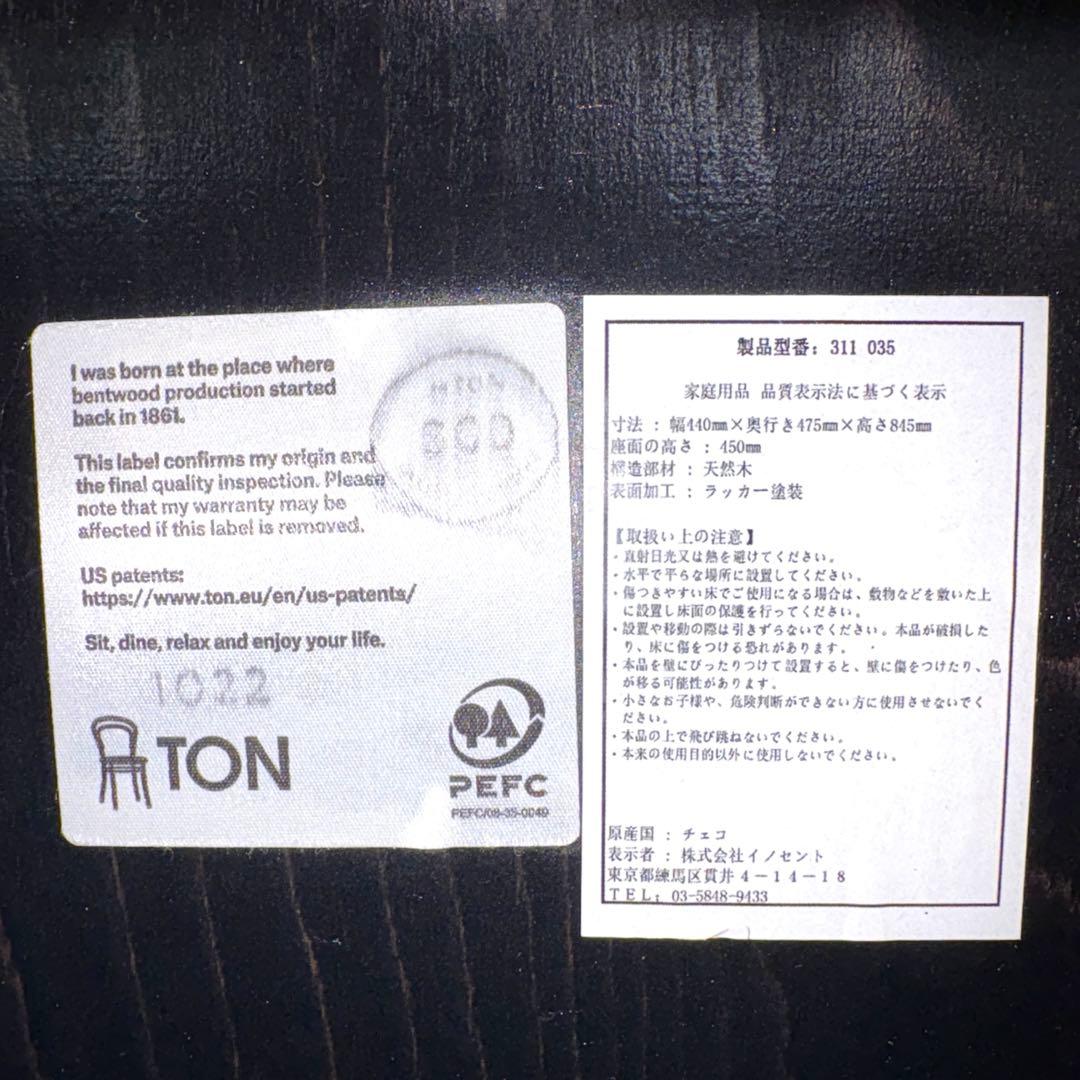 I was born at the place where
bentwood production started
back in 1861.
This label confirms my origin and
the final quality inspection. Please
note that my warranty may be
affected if this label is removed.
US patents:
https://www.ton.eu/en/us-patents/
Sit, dine, relax and enjoy your life.
1022
TON
PEFC
PEFC/08-35-0049
TON
製品型番: 311 035
家庭用品 品質表示法に基づく表示
寸法 : 幅440㎜×奥行き475㎜×高さ845㎜
座面の高さ : 450㎜
構造部材 : 天然木
表面加工 : ラッカー塗装
【取扱い上の注意】
・直射日光又は熱を避けてください。
・水平で平らな場所に設置してください。
・傷つきやすい床でご使用になる場合は、敷物などを敷いた上
に設置し床面の保護を行ってください。
・設置や移動の際は引きずらないでください。本品が破損した
り、床に傷をつける恐れがあります。
・本品を壁にぴったりつけて設置すると、壁に傷をつけたり、色
が移る可能性があります。
・小さなお子様や、危険判断ができない方に使用させないでく
ださい。
・本品の上で飛び跳ねないでください。
・本来の使用目的以外に使用しないでください。
原産国 : チェコ
表示者 : 株式会社イノセント
東京都練馬区貫井4-14-18
TEL: 03-5848-9433